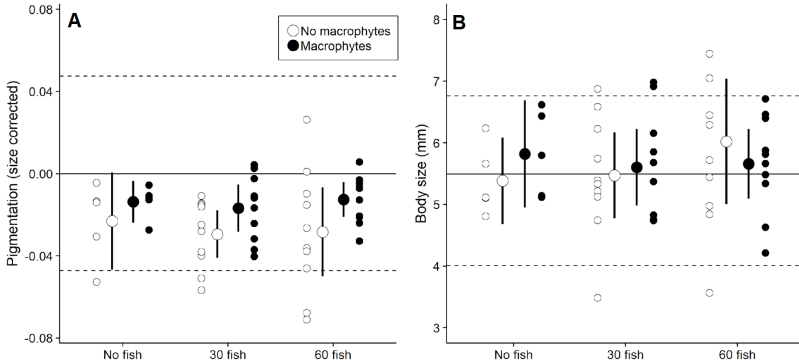 A
No macrophytes
Macrophytes
Pigmentation (size corrected)
0.08
0.04
0.00
-0.04
-0.08
No fish
30 fish
60 fish
B
Body size (mm)
8
7
6
5
4
3
No fish
30 fish
60 fish